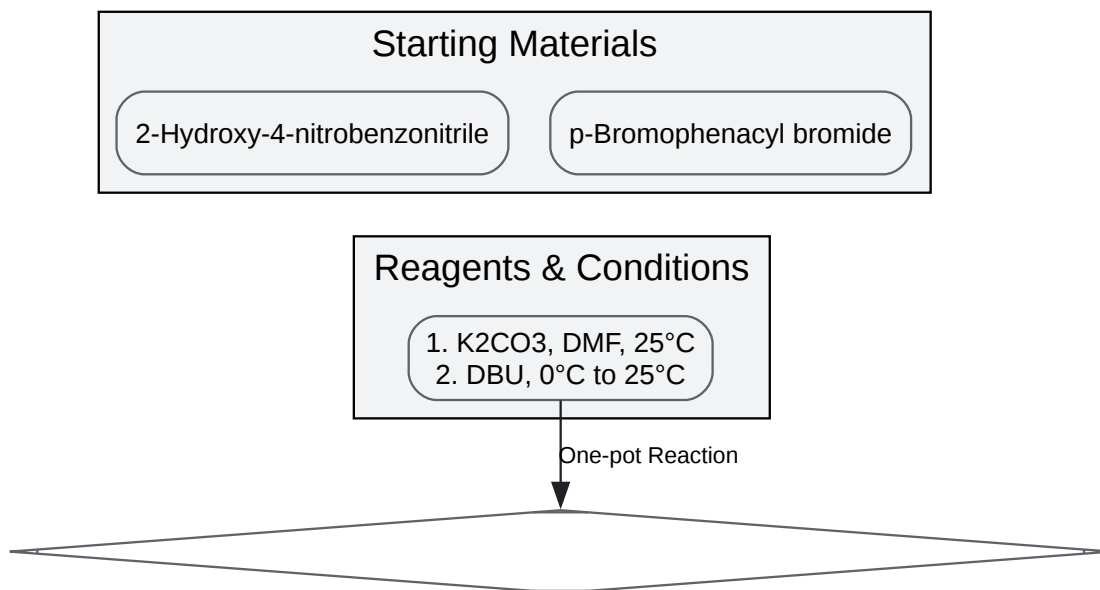 Starting Materials
2-Hydroxy-4-nitrobenzonitrile
p-Bromophenacyl bromide
Reagents & Conditions
1. K2CO3, DMF, 25°C
2. DBU, 0°C to 25°C
One-pot Reaction